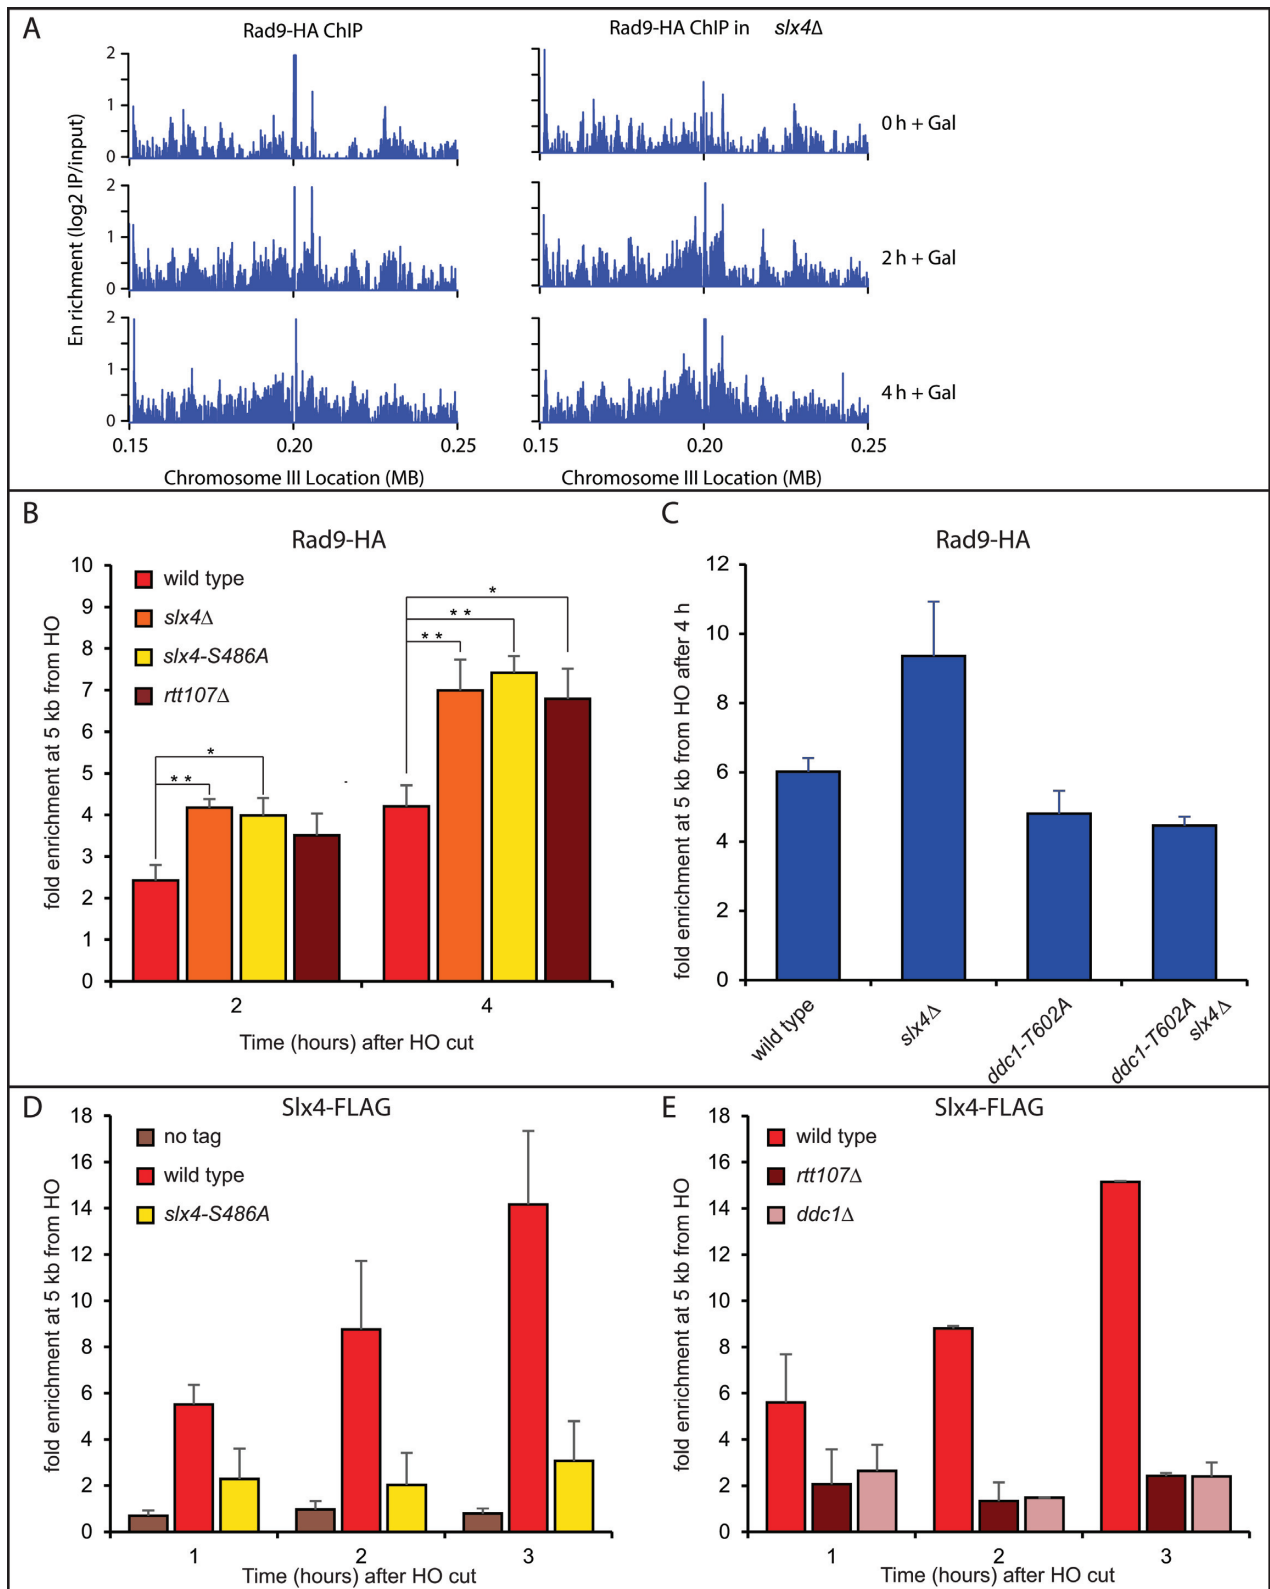 A
Rad9-HA ChIP
Rad9-HA ChIP in slx4Δ
En richment (log2 IP/input)
2
1
0
0 h + Gal
2
1
0
2 h + Gal
2
1
0
4 h + Gal
0.15 0.20 0.25
0.15 0.20 0.25
Chromosome III Location (MB)
Chromosome III Location (MB)
B
Rad9-HA
fold enrichment at 5 kb from HO
10
9
8
7
6
5
4
3
2
1
0
wild type
slx4Δ
slx4-S486A
rtt107Δ
*
* *
*
* *
* *
2 4
Time (hours) after HO cut
C
Rad9-HA
fold enrichment at 5 kb from HO after 4 h
12
10
8
6
4
2
0
wild type
slx4Δ
ddc1-T602A
ddc1-T602A
slx4Δ
D
Slx4-FLAG
fold enrichment at 5 kb from HO
18
16
14
12
10
8
6
4
2
0
no tag
wild type
slx4-S486A
1 2 3
Time (hours) after HO cut
E
Slx4-FLAG
fold enrichment at 5 kb from HO
18
16
14
12
10
8
6
4
2
0
wild type
rtt107Δ
ddc1Δ
1 2 3
Time (hours) after HO cut